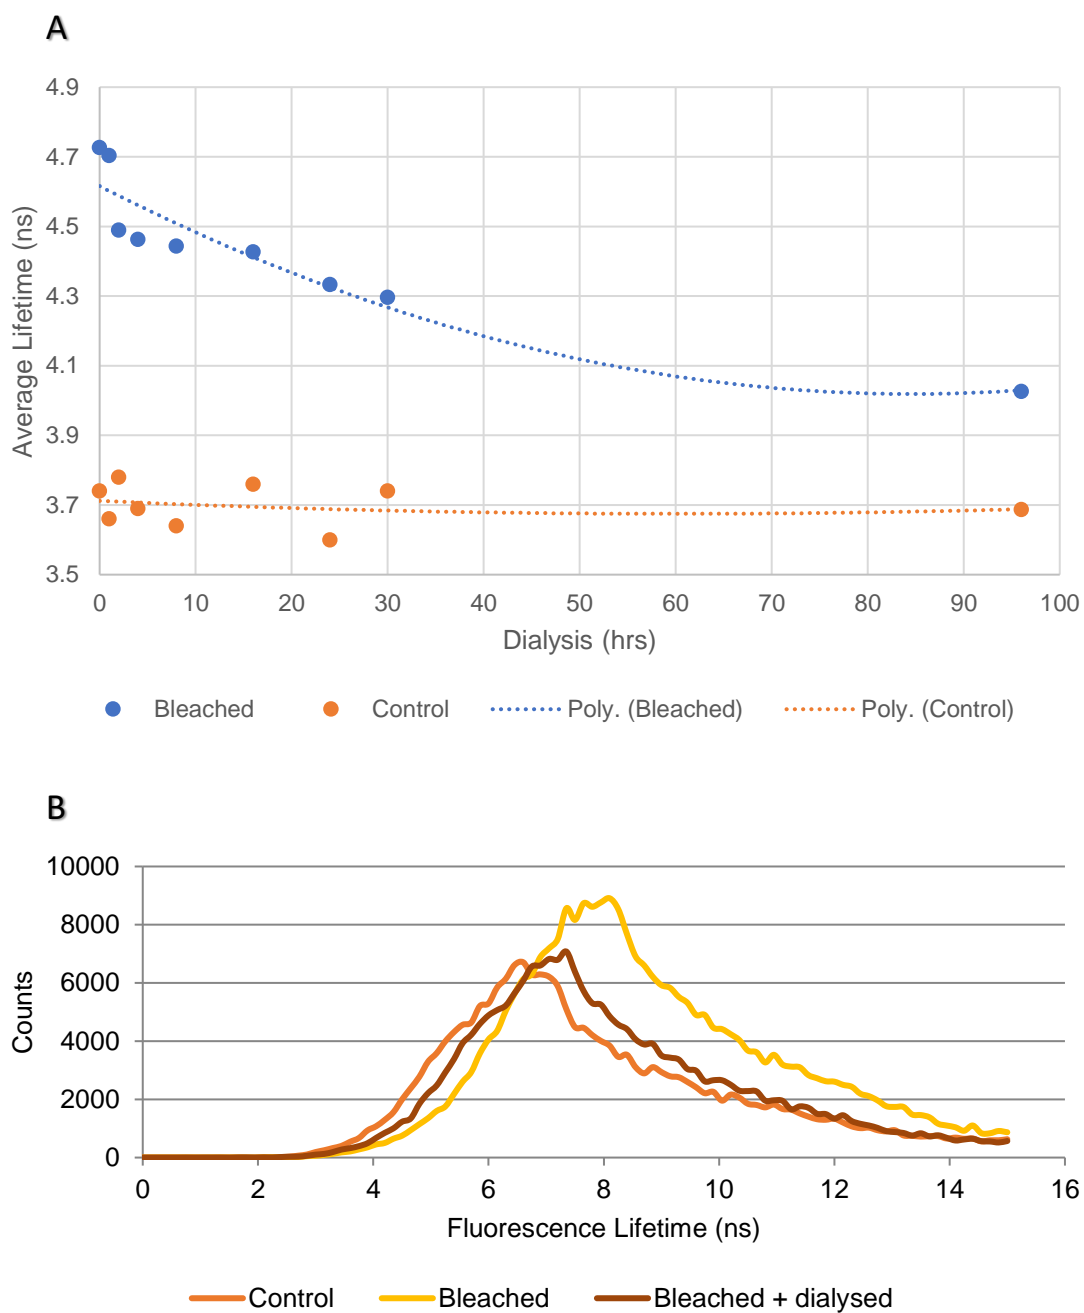 A
4.9
4.7
4.5
4.3
4.1
3.9
3.7
3.5
Average Lifetime (ns)
0 10 20 30 40 50 60 70 80 90 100
Dialysis (hrs)
Bleached Control Poly. (Bleached) Poly. (Control)
B
10000
8000
6000
4000
2000
0
Counts
0 2 4 6 8 10 12 14 16
Fluorescence Lifetime (ns)
Control Bleached Bleached + dialysed